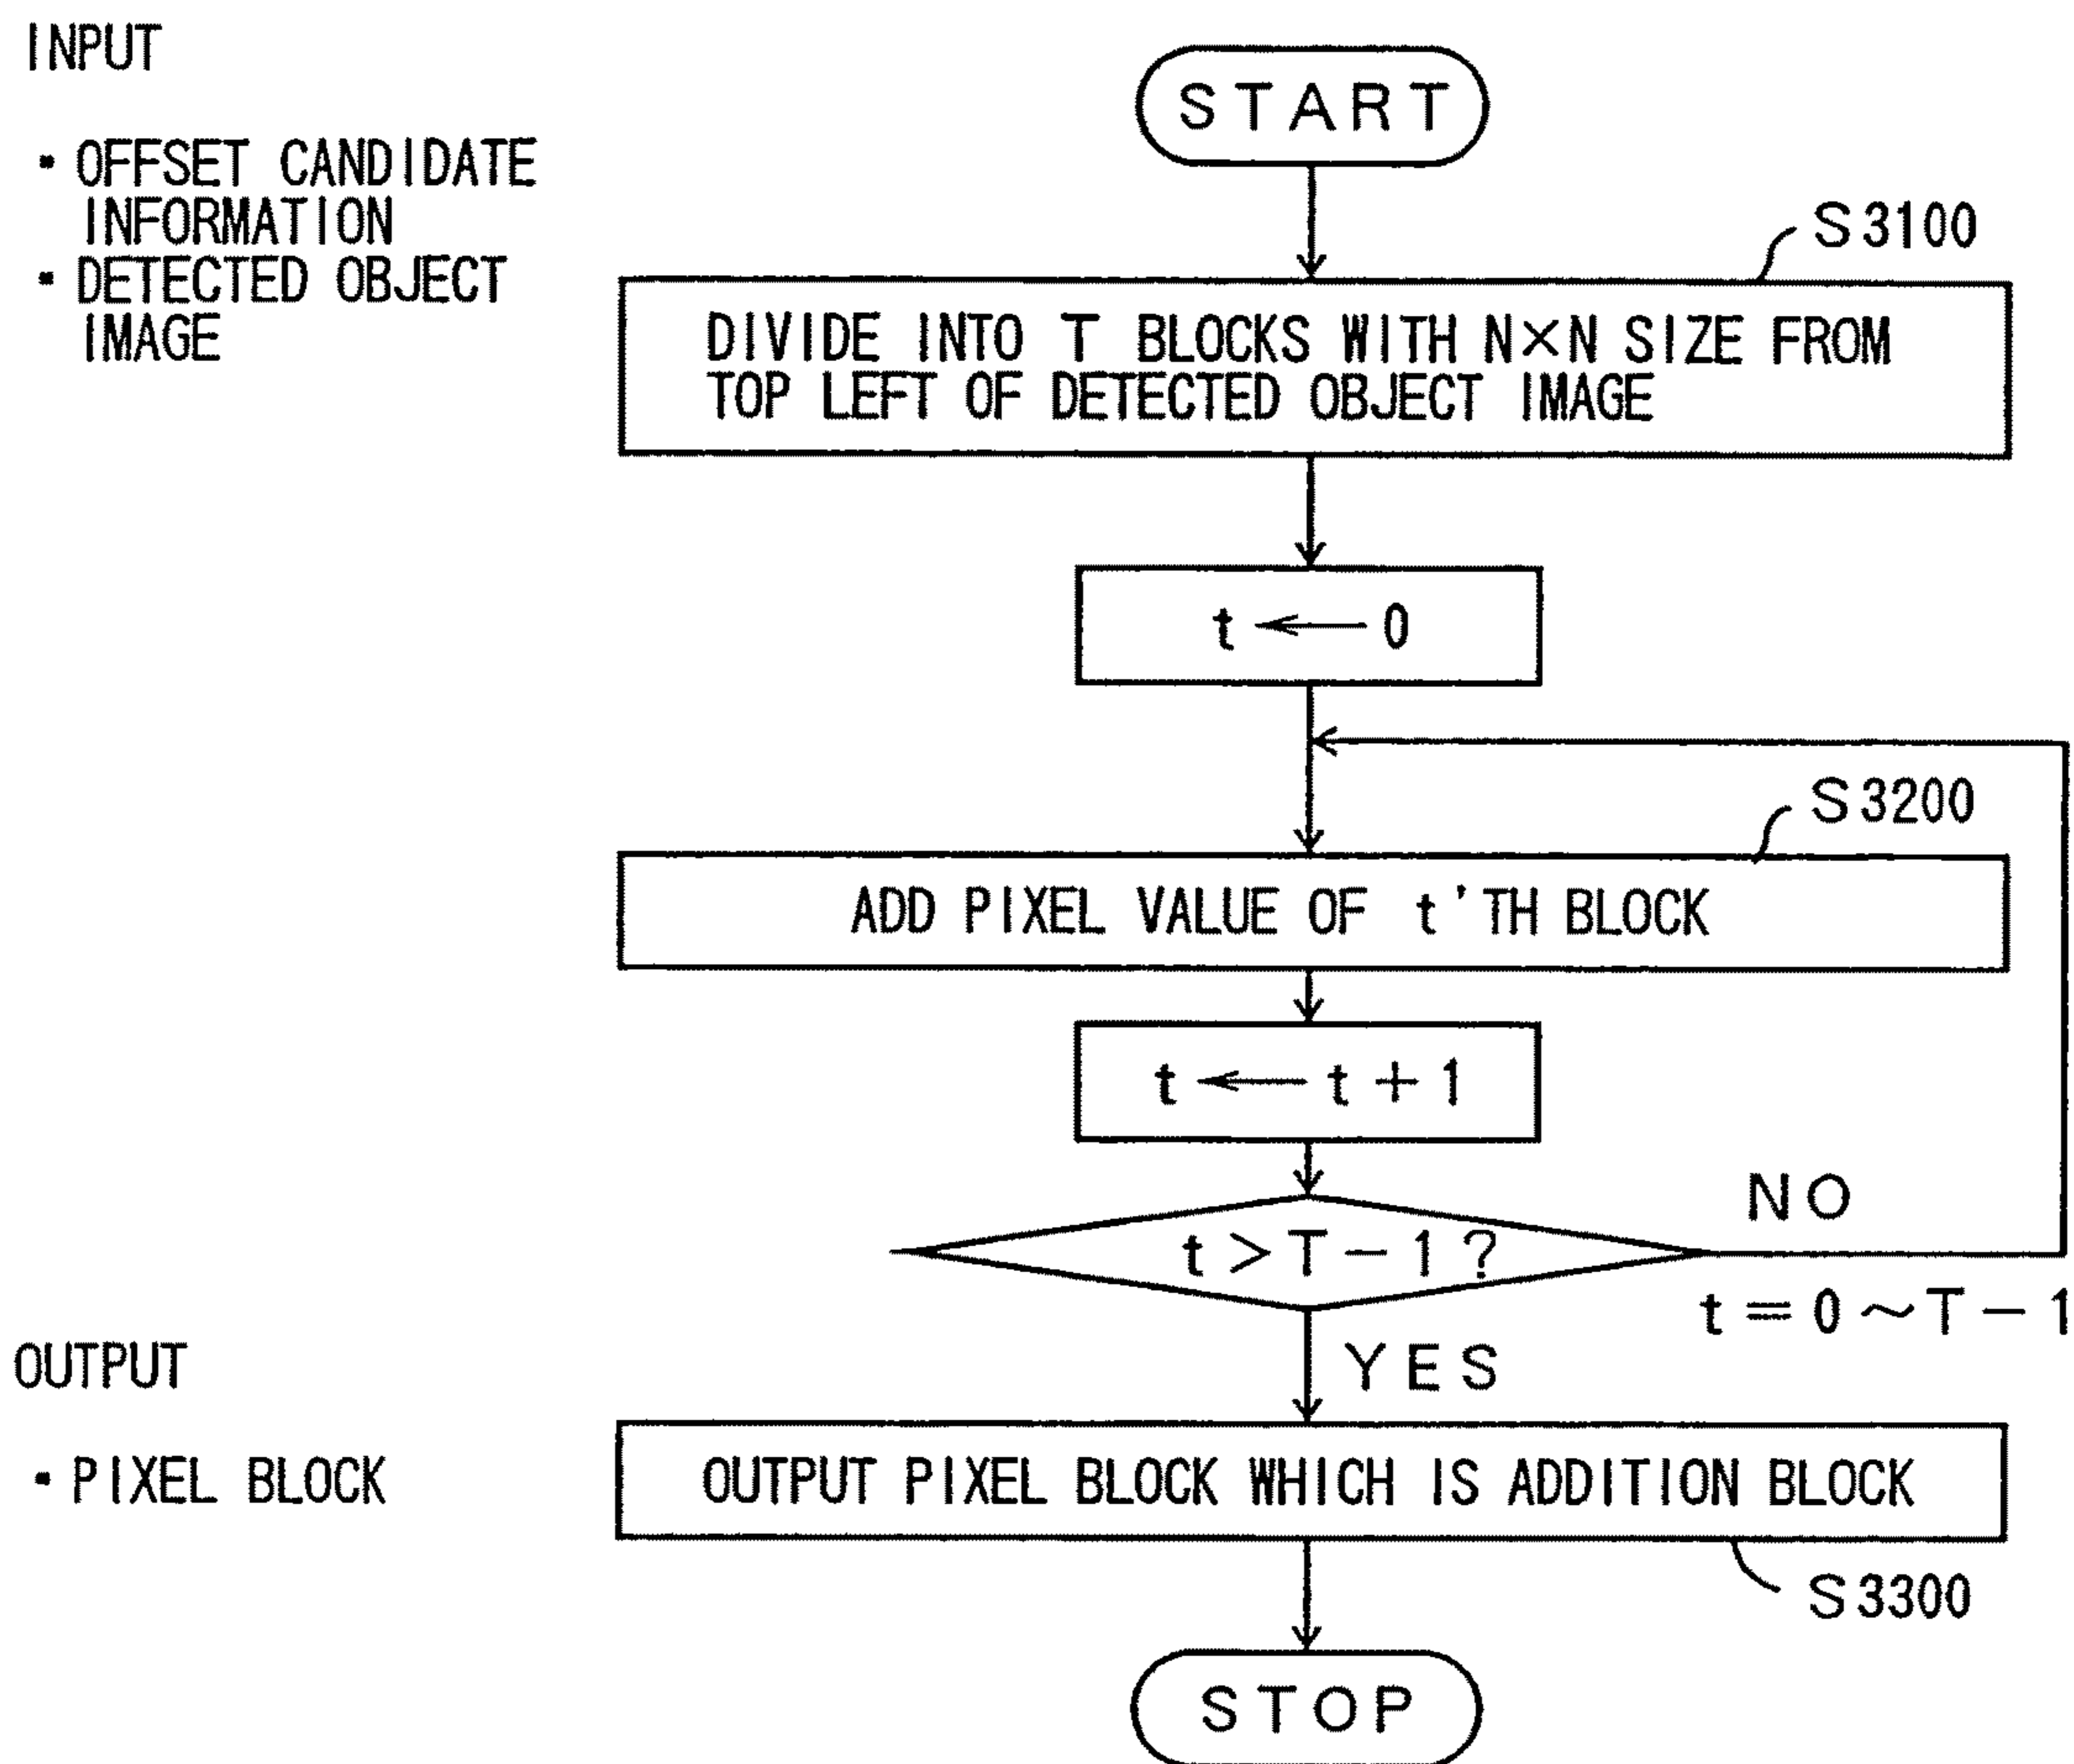 INPUT
・OFFSET CANDIDATE
INFORMATION
・DETECTED OBJECT
IMAGE
START
S3100
DIVIDE INTO T BLOCKS WITH N×N SIZE FROM
TOP LEFT OF DETECTED OBJECT IMAGE
t ← 0
S3200
ADD PIXEL VALUE OF t'TH BLOCK
t ← t + 1
t > T - 1 ?
NO
t = 0 ~ T - 1
YES
OUTPUT
・PIXEL BLOCK
OUTPUT PIXEL BLOCK WHICH IS ADDITION BLOCK
S3300
STOP